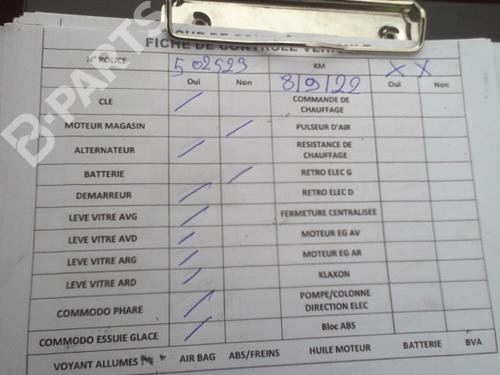 FICHE DE CONTRÔLE VEHICULE
N° POLICE 502523 KM X X
Oui Non 8/9/22 Oui Non
CLE / COMMANDE DE CHAUFFAGE
MOTEUR MAGASIN / PULSEUR D'AIR
ALTERNATEUR / RESISTANCE DE CHAUFFAGE
BATTERIE / RETRO ELEC G
DEMARREUR / RETRO ELEC D
LEVE VITRE AVG / FERMETURE CENTRALISEE
LEVE VITRE AVD / MOTEUR EG AV
LEVE VITRE ARG / MOTEUR EG AR
LEVE VITRE ARD / KLAXON
COMMODO PHARE / POMPE/COLONNE DIRECTION ELEC
COMMODO ESSUIE GLACE / Bloc ABS
VOYANT ALLUMES AIR BAG ABS/FREINS HUILE MOTEUR BATTERIE BVA
B-PARTS